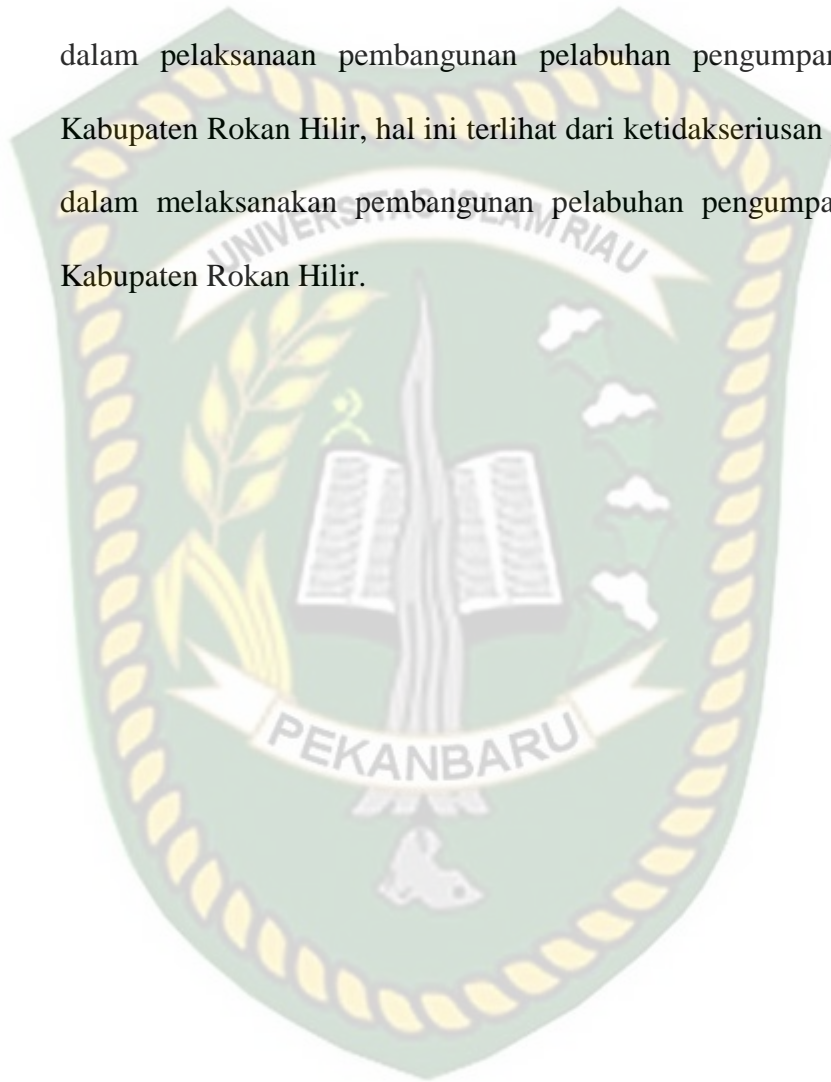 dalam pelaksanaan pembangunan pelabuhan pengumpan
Kabupaten Rokan Hilir, hal ini terlihat dari ketidakseriusan
dalam melaksanakan pembangunan pelabuhan pengumpa
Kabupaten Rokan Hilir.
UNIVERSITAS ISLAM RIAU
PEKANBARU